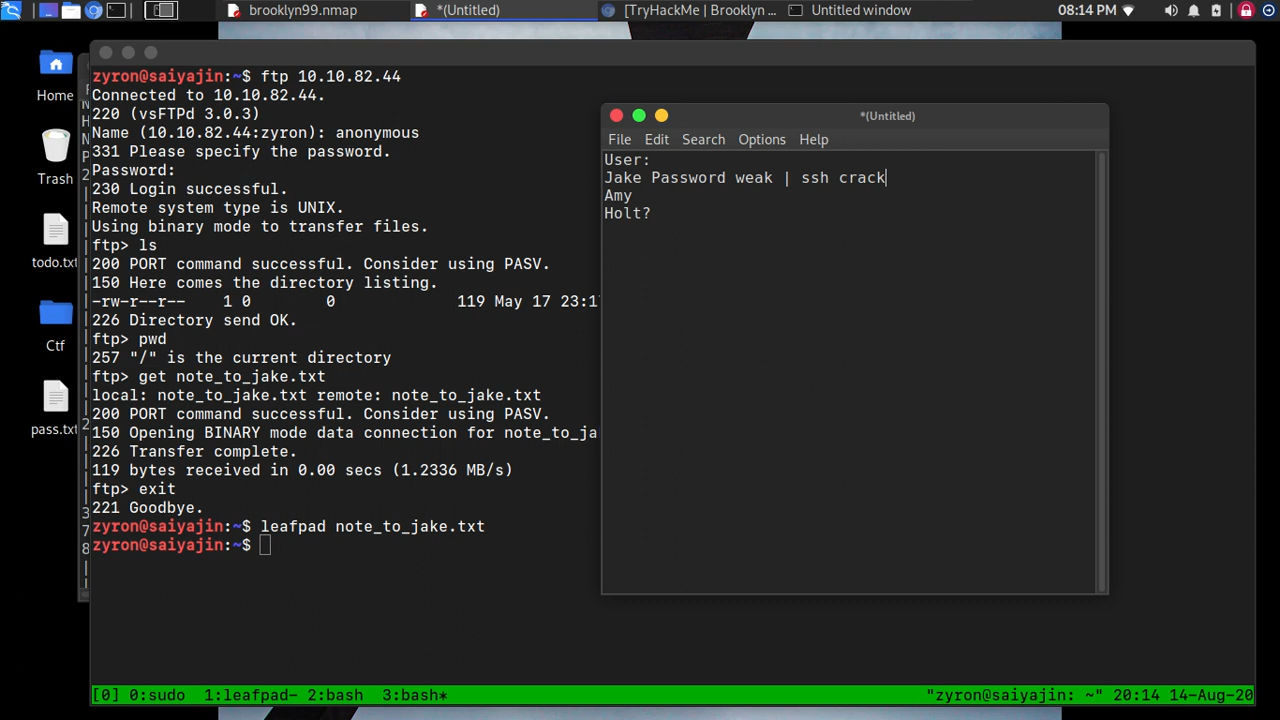 brooklyn99.nmap
*(Untitled)
[TryHackMe | Brooklyn ...
Untitled window
08:14 PM
Home
Trash
todo.txt
Ctf
pass.txt
zyron@saiyajin:~$ ftp 10.10.82.44
Connected to 10.10.82.44.
220 (vsFTPd 3.0.3)
Name (10.10.82.44:zyron): anonymous
331 Please specify the password.
Password:
230 Login successful.
Remote system type is UNIX.
Using binary mode to transfer files.
ftp> ls
200 PORT command successful. Consider using PASV.
150 Here comes the directory listing.
-rw-r--r-- 1 0 0 119 May 17 23:17
226 Directory send OK.
ftp> pwd
257 "/" is the current directory
ftp> get note_to_jake.txt
local: note_to_jake.txt remote: note_to_jake.txt
200 PORT command successful. Consider using PASV.
150 Opening BINARY mode data connection for note_to_ja
226 Transfer complete.
119 bytes received in 0.00 secs (1.2336 MB/s)
ftp> exit
221 Goodbye.
zyron@saiyajin:~$ leafpad note_to_jake.txt
zyron@saiyajin:~$
*(Untitled)
File Edit Search Options Help
User:
Jake Password weak | ssh crack
Amy
Holt?
[0] 0:sudo 1:leafpad- 2:bash 3:bash* "zyron@saiyajin: ~" 20:14 14-Aug-20